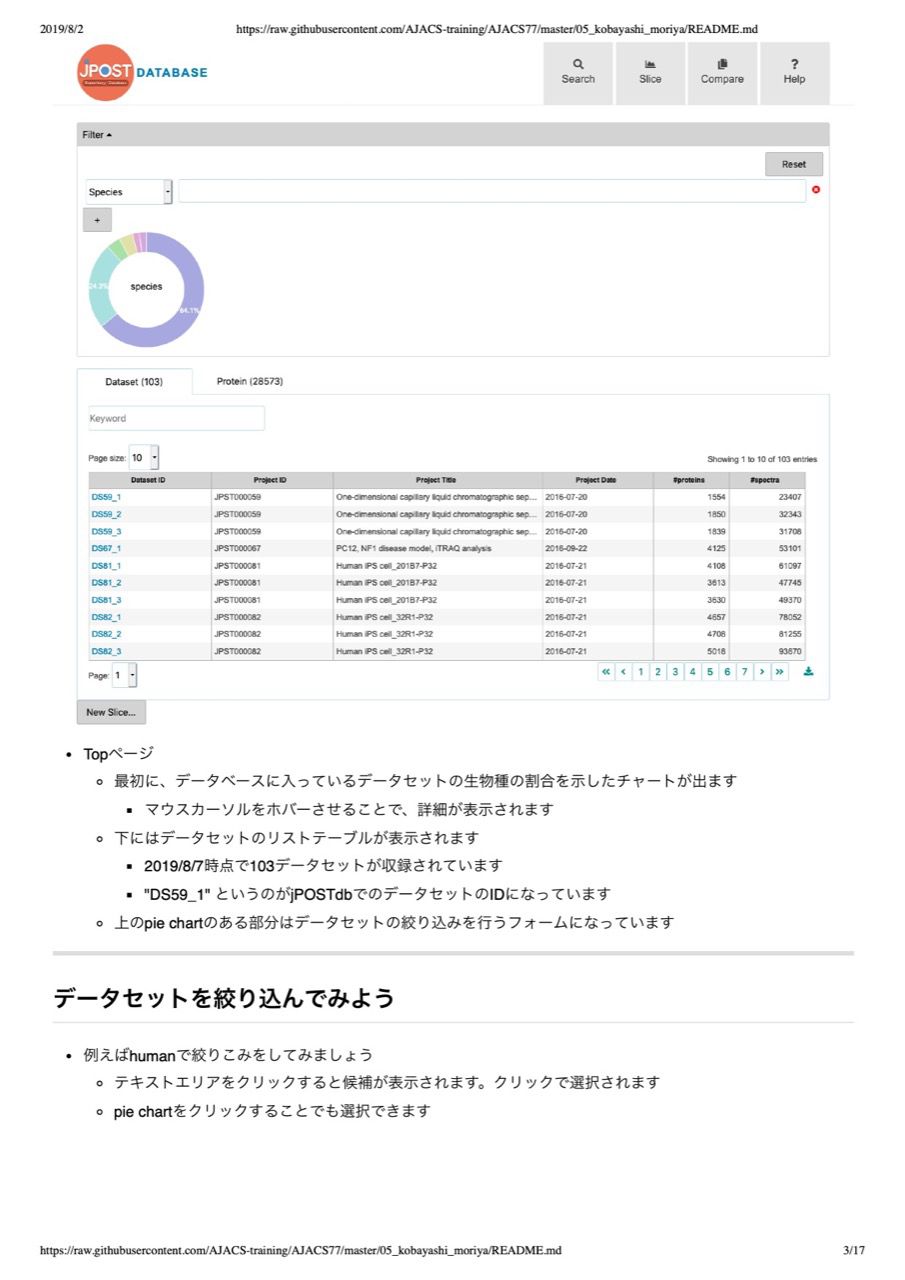 2019/8/2 https://raw.githubusercontent.com/AJACS-training/AJACS77/master/05_kobayashi_moriya/README.md
jPOST DATABASE
Search Slice Compare Help
Filter
Reset
Species
+
24.3% species
64.1%
Dataset (103) Protein (28573)
Keyword
Page size: 10 Showing 1 to 10 of 103 entries
Dataset ID Project ID Project Title Project Date #proteins #spectra
DS59_1 JPST000059 One-dimensional capillary liquid chromatographic sep... 2016-07-20 1554 23407
DS59_2 JPST000059 One-dimensional capillary liquid chromatographic sep... 2016-07-20 1850 32343
DS59_3 JPST000059 One-dimensional capillary liquid chromatographic sep... 2016-07-20 1839 31708
DS67_1 JPST000067 PC12, NF1 disease model, iTRAQ analysis 2016-09-22 4125 53101
DS81_1 JPST000081 Human iPS cell_201B7-P32 2016-07-21 4108 61097
DS81_2 JPST000081 Human iPS cell_201B7-P32 2016-07-21 3613 47745
DS81_3 JPST000081 Human iPS cell_201B7-P32 2016-07-21 3630 49370
DS82_1 JPST000082 Human iPS cell_32R1-P32 2016-07-21 4657 78052
DS82_2 JPST000082 Human iPS cell_32R1-P32 2016-07-21 4708 81255
DS82_3 JPST000082 Human iPS cell_32R1-P32 2016-07-21 5018 93870
Page: 1 « ‹ 1 2 3 4 5 6 7 › »
New Slice...
• Topページ
◦ 最初に、データベースに入っているデータセットの生物種の割合を示したチャートが出ます
▪ マウスカーソルをホバーさせることで、詳細が表示されます
◦ 下にはデータセットのリストテーブルが表示されます
▪ 2019/8/7時点で103データセットが収録されています
▪ "DS59_1" というのがjPOSTdbでのデータセットのIDになっています
◦ 上のpie chartのある部分はデータセットの絞り込みを行うフォームになっています
データセットを絞り込んでみよう
• 例えばhumanで絞りこみをしてみましょう
◦ テキストエリアをクリックすると候補が表示されます。クリックで選択されます
◦ pie chartをクリックすることでも選択できます
https://raw.githubusercontent.com/AJACS-training/AJACS77/master/05_kobayashi_moriya/README.md 3/17